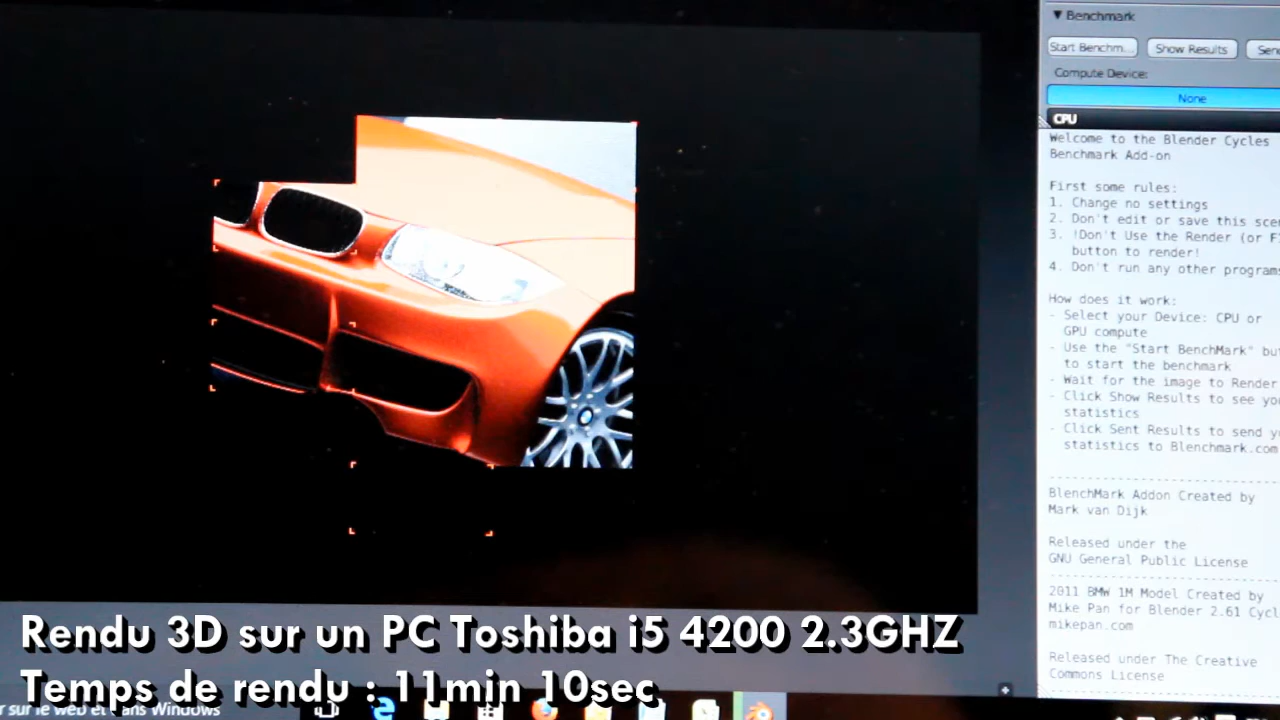 Benchmark
Start Benchm... Show Results
Compute Device:
None
CPU
Welcome to the Blender Cycles
Benchmark Add-on
First some rules:
1. Change no settings
2. Don't edit or save this
3. !Don't Use the Render (or
button to render!
4. Don't run any other programs
How does it work:
- Select your Device: CPU or
GPU compute
- Use the "Start BenchMark"
to start the benchmark
- Wait for the image to Render
- Click Show Results to see
statistics
- Click Sent Results to send
statistics to Blenchmark.com
BlenchMark Addon Created by
Mark van Dijk
Released under the
GNU General Public License
2011 BMW 1M Model Created by
Mike Pan for Blender 2.61
mikepan.com
Released under The Creative
Commons License
Rendu 3D sur un PC Toshiba i5 4200 2.3GHZ
Temps de rendu : 11min 10sec
sur le web et dans Windows